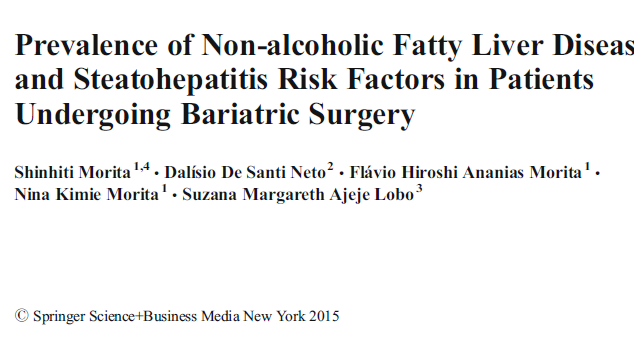 Prevalence of Non-alcoholic Fatty Liver Diseas
and Steatohepatitis Risk Factors in Patients
Undergoing Bariatric Surgery
Shinhiti Morita 1,4 · Dalísio De Santi Neto 2 · Flávio Hiroshi Ananias Morita 1 ·
Nina Kimie Morita 1 · Suzana Margareth Ajeje Lobo 3
© Springer Science+Business Media New York 2015